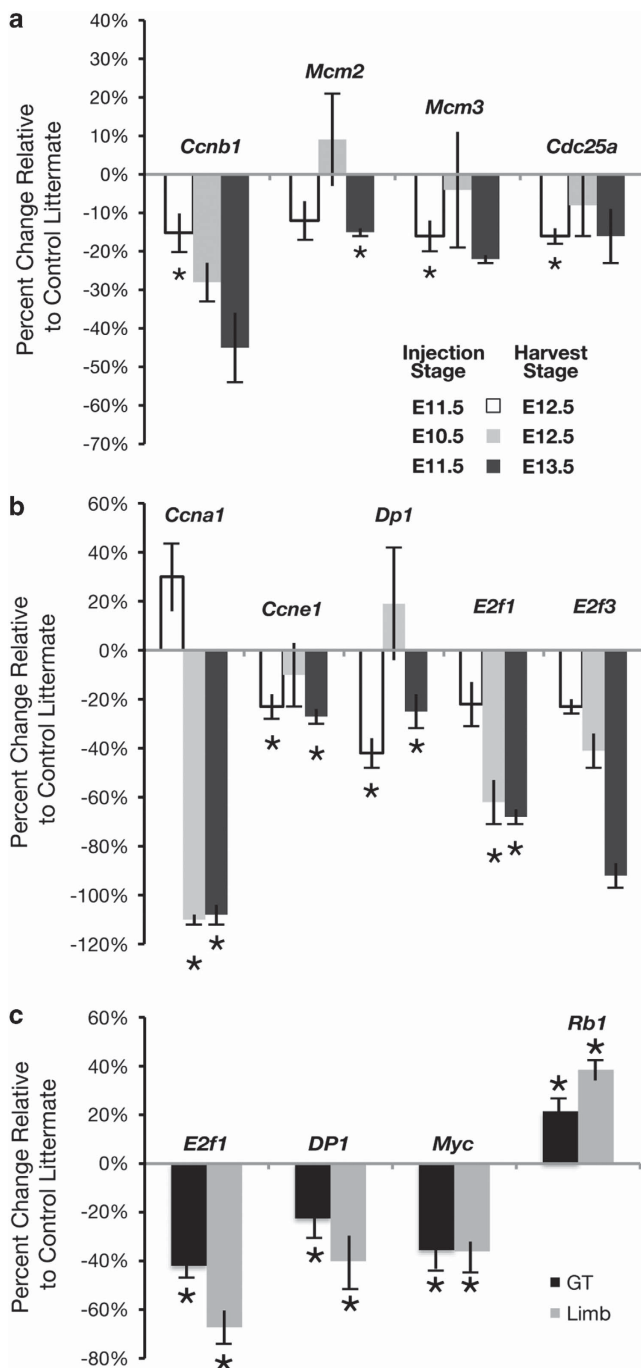 a
Percent Change Relative
to Control Littermate
40%
30%
20%
10%
0%
-10%
-20%
-30%
-40%
-50%
-60%
-70%
Ccnb1
Mcm2
Mcm3
Cdc25a
*
*
*
*
Injection Harvest
Stage Stage
E11.5 E12.5
E10.5 E12.5
E11.5 E13.5
b
Percent Change Relative
to Control Littermate
60%
40%
20%
0%
-20%
-40%
-60%
-80%
-100%
-120%
Ccna1
Ccne1
Dp1
E2f1
E2f3
* *
* *
* *
* *
c
Percent Change Relative
to Control Littermate
60%
40%
20%
0%
-20%
-40%
-60%
-80%
E2f1
DP1
Myc
Rb1
* *
* *
* *
* *
GT
Limb